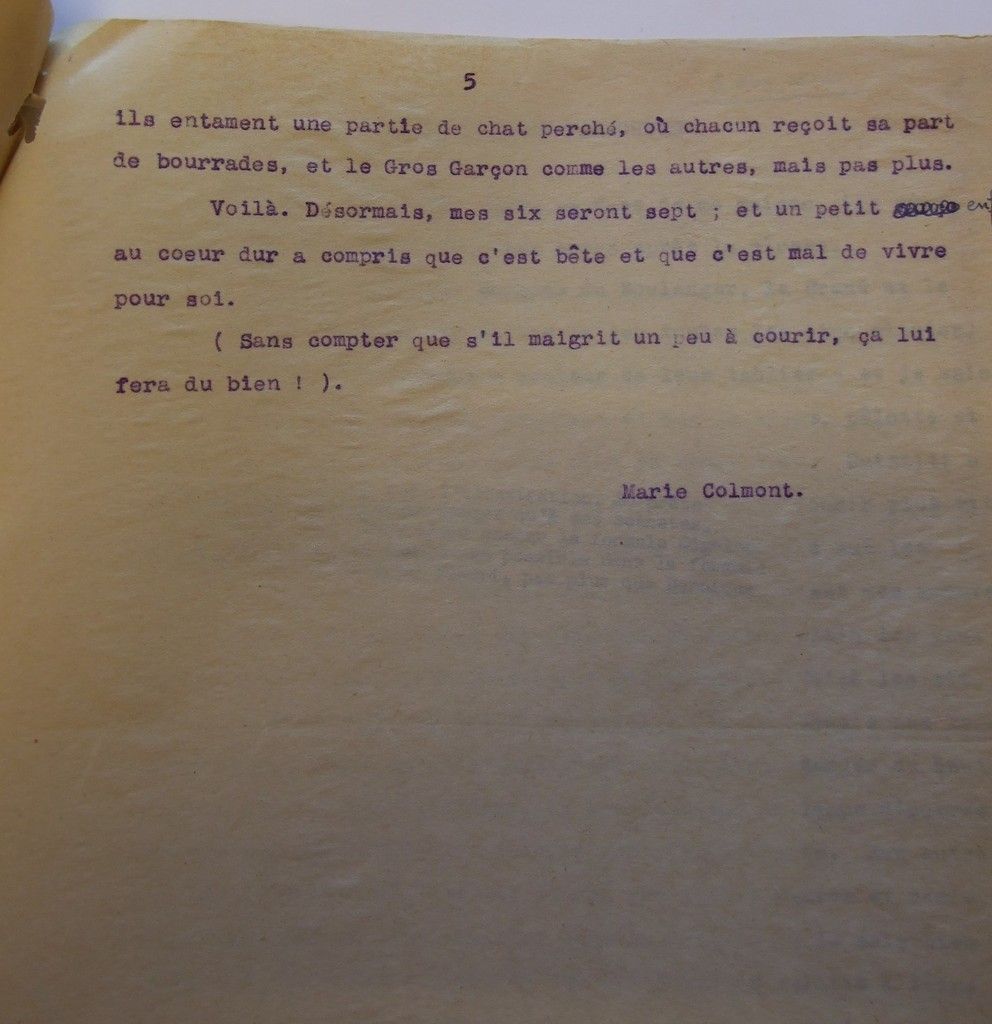 5
ils entament une partie de chat perché, où chacun reçoit sa part
de bourrades, et le Gros Garçon comme les autres, mais pas plus.
Voilà. Désormais, mes six seront sept ; et un petit en
au coeur dur a compris que c'est bête et que c'est mal de vivre
pour soi.
( Sans compter que s'il maigrit un peu à courir, ça lui
fera du bien ! ).
Marie Colmont.